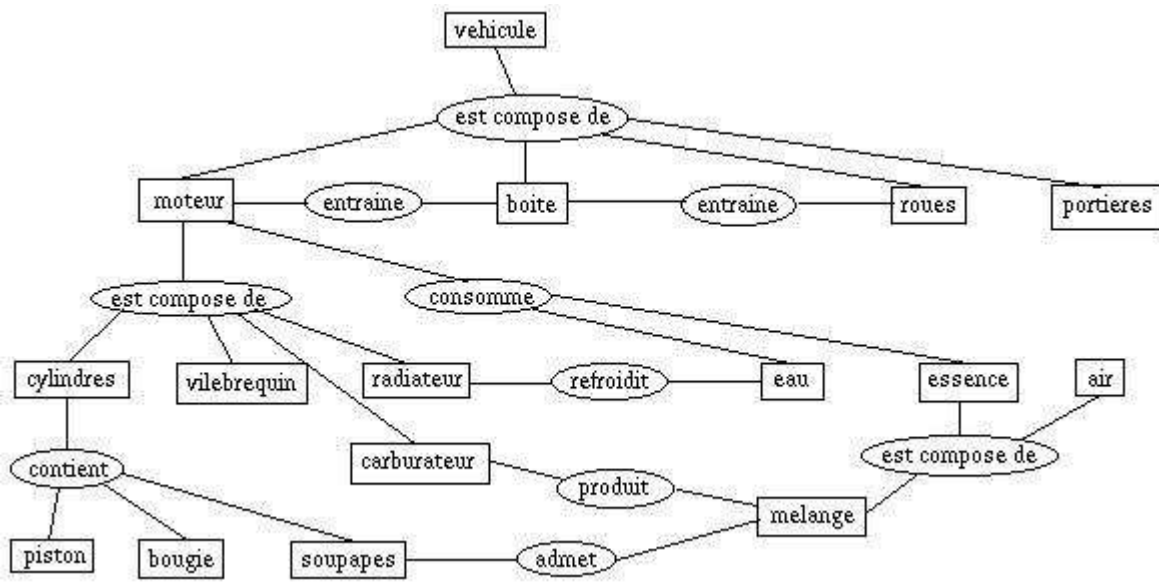 vehicule
est compose de
moteur
entraine
boite
entraine
roues
portieres
est compose de
consomme
cylindres
vilebrequin
radiateur
refroidit
eau
essence
air
contient
carburateur
est compose de
produit
melange
piston
bougie
soupapes
admet